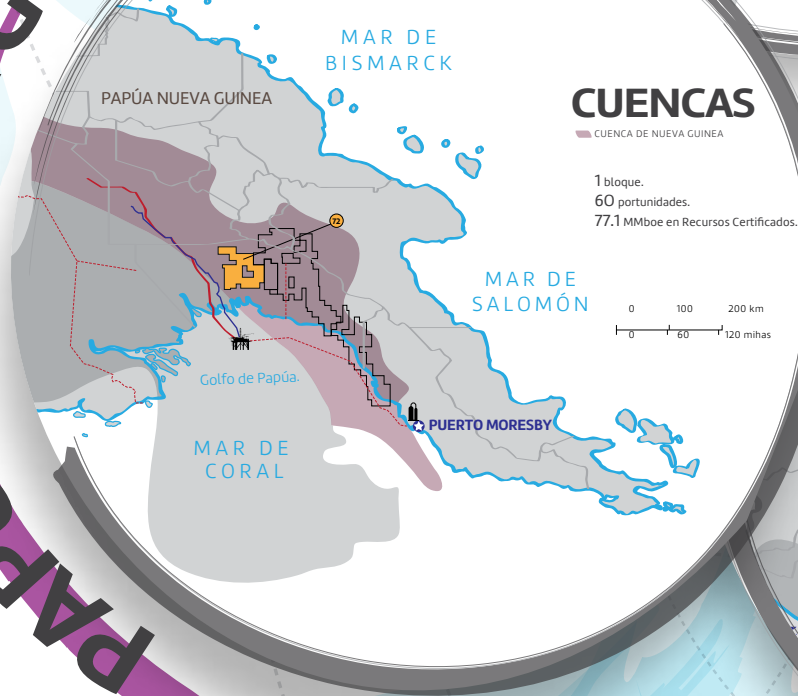 MAR DE
BISMARCK
PAPÚA NUEVA GUINEA
CUENCAS
CUENCA DE NUEVA GUINEA
1 bloque.
60 portunidades.
77.1 MMboe en Recursos Certificados.
72
MAR DE
SALOMÓN
0 100 200 km
0 60 120 mihas
Golfo de Papúa.
PUERTO MORESBY
MAR DE
CORAL
PAP